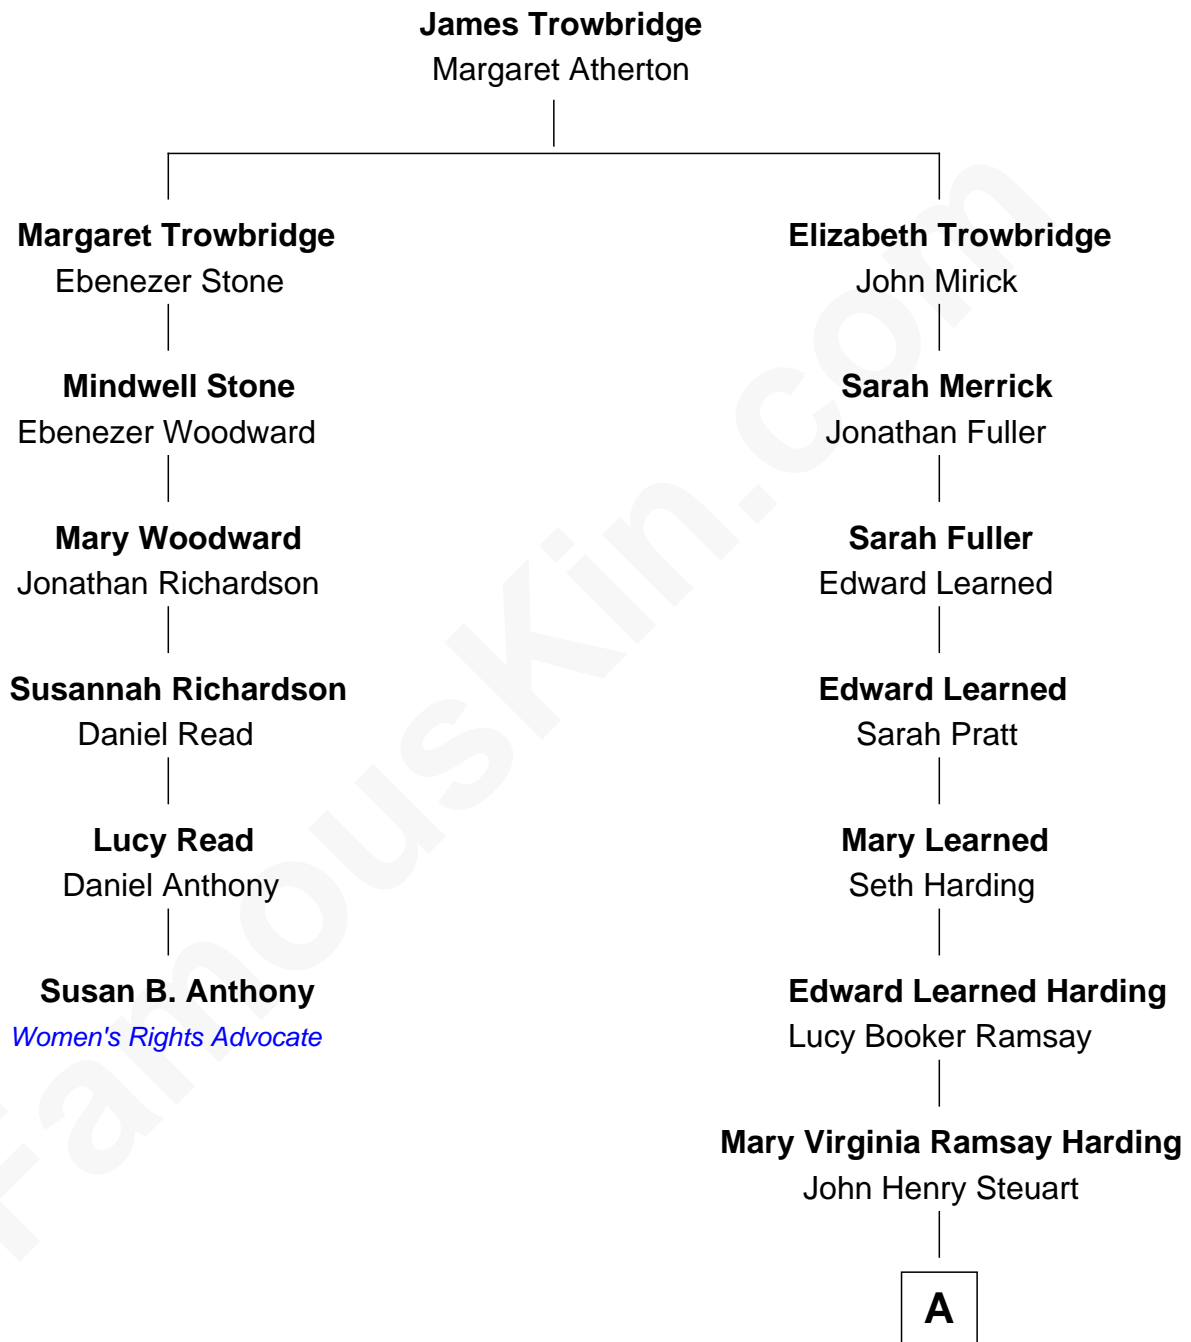 James Trowbridge
Margaret Atherton
Margaret Trowbridge
Ebenezer Stone
Mindwell Stone
Ebenezer Woodward
Mary Woodward
Jonathan Richardson
Susannah Richardson
Daniel Read
Lucy Read
Daniel Anthony
Susan B. Anthony
Women's Rights Advocate
Elizabeth Trowbridge
John Mirick
Sarah Merrick
Jonathan Fuller
Sarah Fuller
Edward Learned
Edward Learned
Sarah Pratt
Mary Learned
Seth Harding
Edward Learned Harding
Lucy Booker Ramsay
Mary Virginia Ramsay Harding
John Henry Steuart
A
FamousKin.com